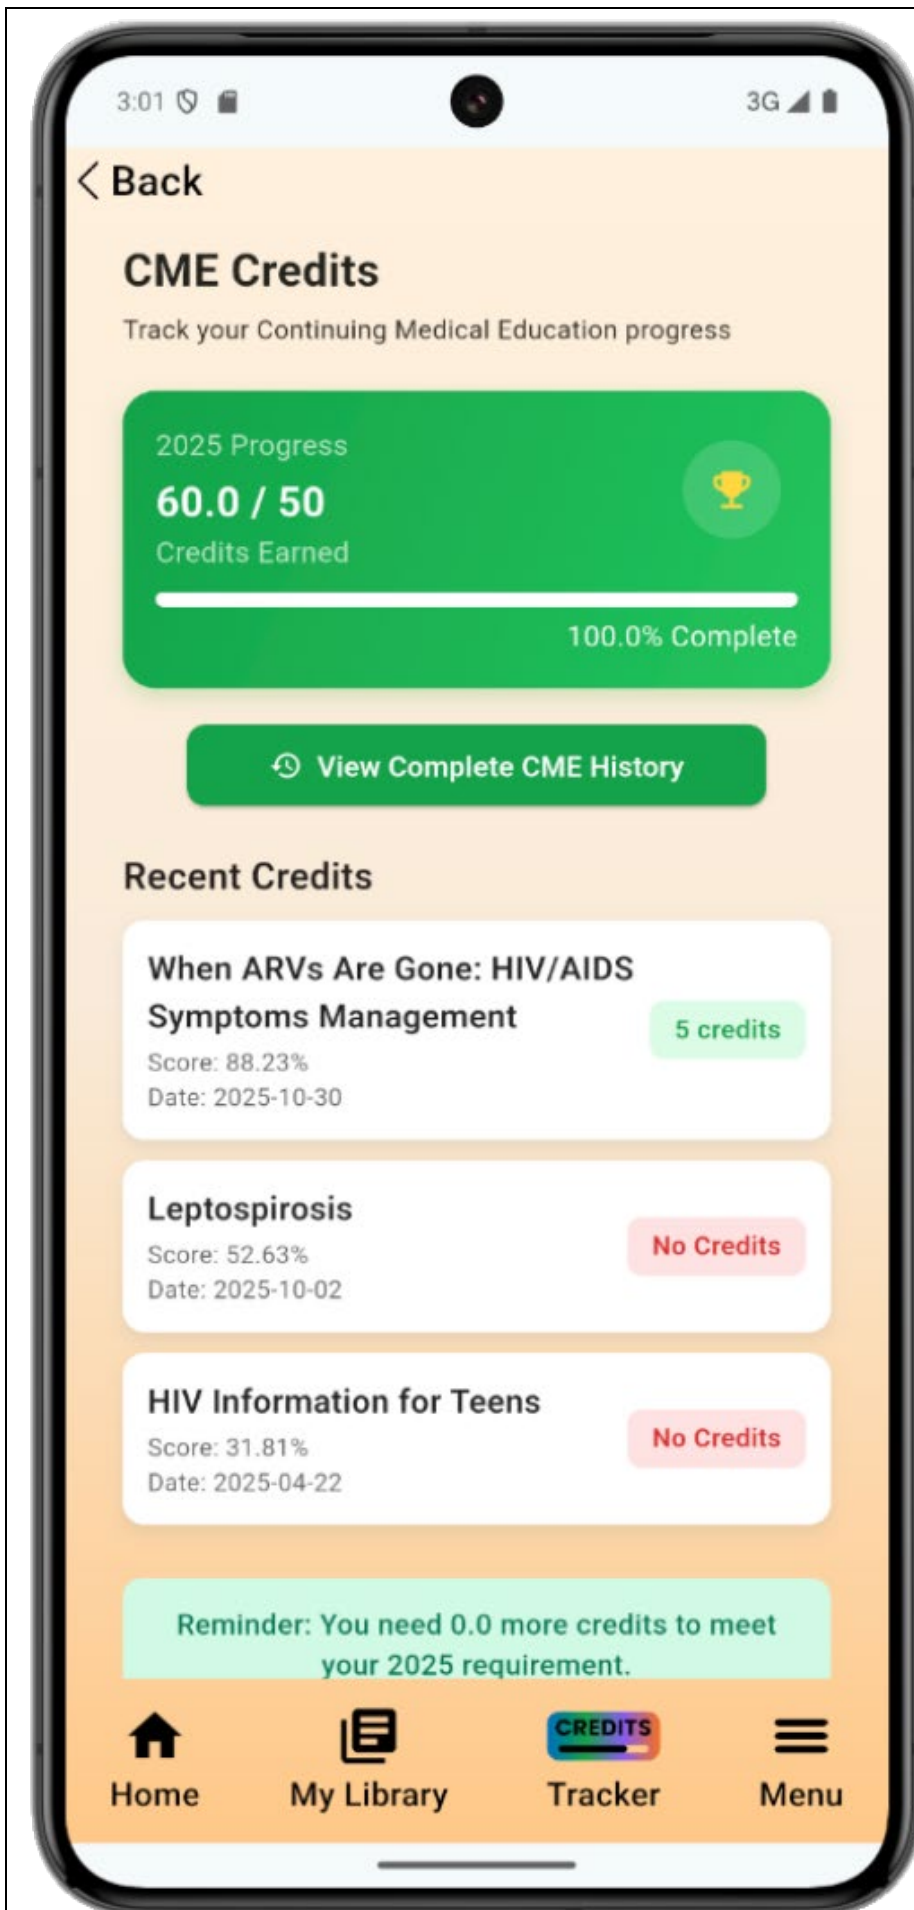 3:01
3G
Back
CME Credits
Track your Continuing Medical Education progress
2025 Progress
60.0 / 50
Credits Earned
100.0% Complete
View Complete CME History
Recent Credits
When ARVs Are Gone: HIV/AIDS
Symptoms Management
5 credits
Score: 88.23%
Date: 2025-10-30
Leptospirosis
Score: 52.63%
No Credits
Date: 2025-10-02
HIV Information for Teens
Score: 31.81%
No Credits
Date: 2025-04-22
Reminder: You need 0.0 more credits to meet
your 2025 requirement.
CREDITS
Home
My Library
Tracker
Menu